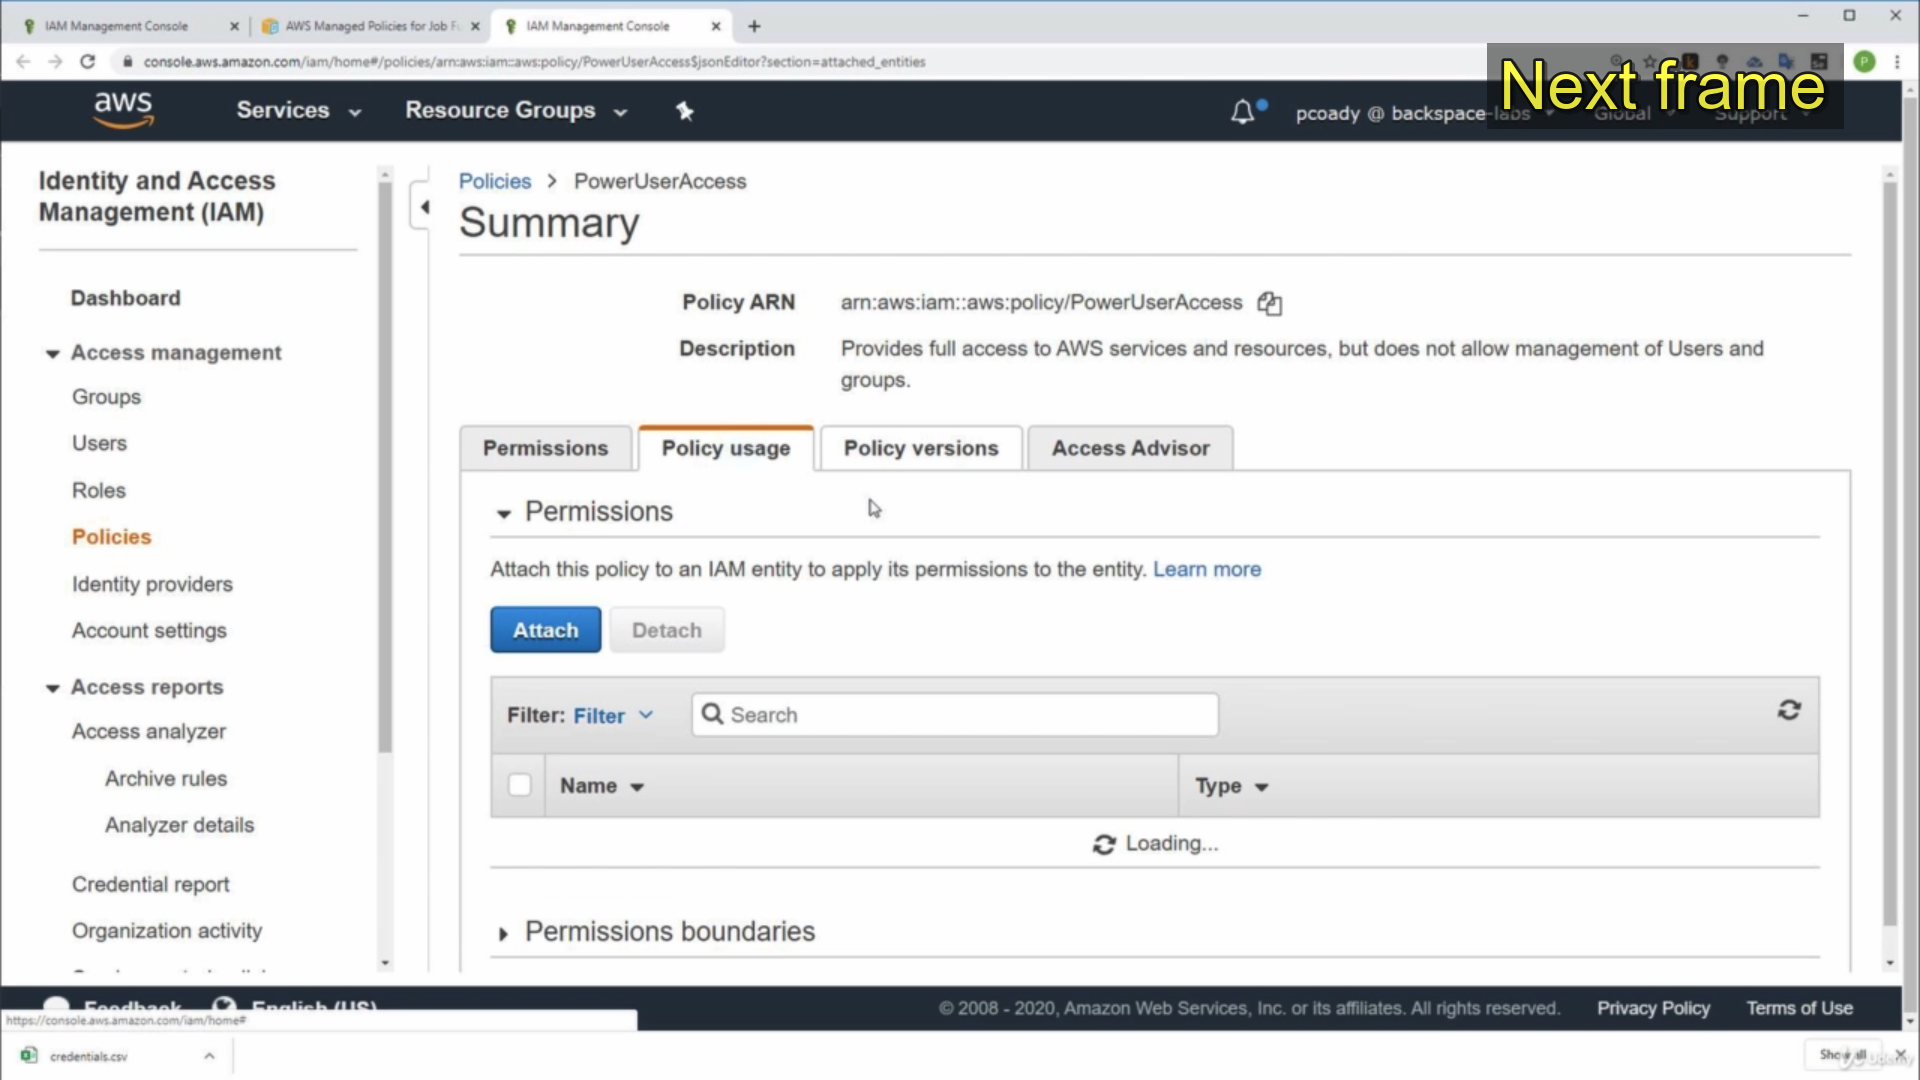 IAM Management Console
AWS Managed Policies for Job Fu
IAM Management Console
console.aws.amazon.com/iam/home#/policies/arn:aws:iam::aws:policy/PowerUserAccess$jsonEditor?section=attached_entities
P
Next frame
aws
Services
Resource Groups
pcoady @ backspace-labs
Global
Support
Identity and Access
Management (IAM)
Dashboard
Access management
Groups
Users
Roles
Policies
Identity providers
Account settings
Access reports
Access analyzer
Archive rules
Analyzer details
Credential report
Organization activity
Policies > PowerUserAccess
Summary
Policy ARN
arn:aws:iam::aws:policy/PowerUserAccess
Description
Provides full access to AWS services and resources, but does not allow management of Users and
groups.
Permissions
Policy usage
Policy versions
Access Advisor
Permissions
Attach this policy to an IAM entity to apply its permissions to the entity. Learn more
Attach
Detach
Filter: Filter
Search
Name
Type
Loading...
Permissions boundaries
Feedback
English (US)
© 2008 - 2020, Amazon Web Services, Inc. or its affiliates. All rights reserved.
Privacy Policy
Terms of Use
https://console.aws.amazon.com/iam/home#
credentials.csv
Show all
Udemy